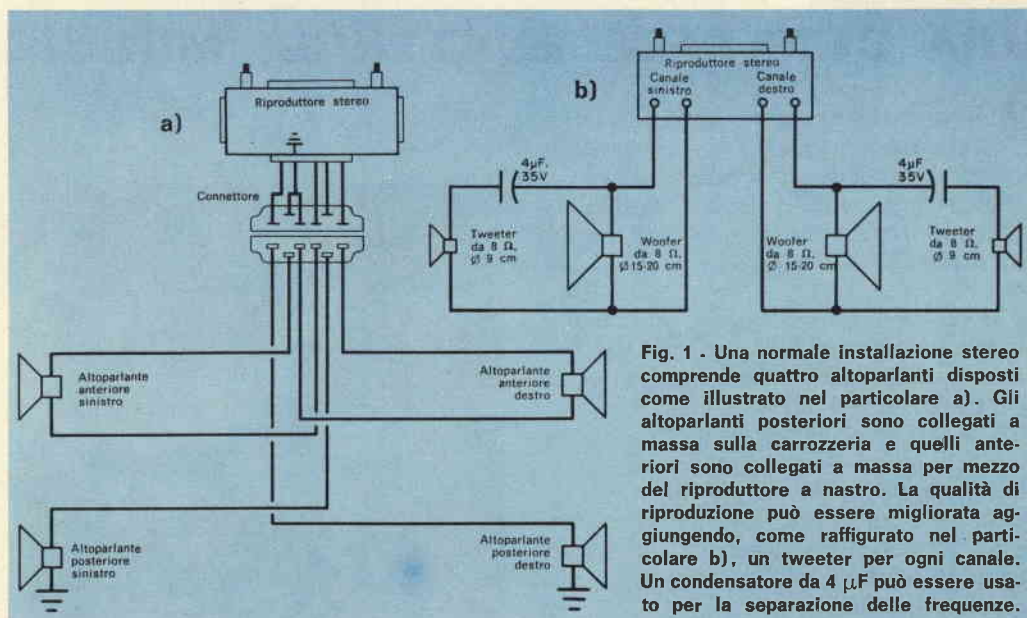 a)
Riproduttore stereo
Connettore
Altoparlante
anteriore
sinistro
Altoparlante
anteriore
destro
Altoparlante
posteriore
sinistro
Altoparlante
posteriore
destro
b)
Riproduttore stereo
Canale
sinistro
Canale
destro
4µF,
35V
4µF
35V
Tweeter
da 8 Ω,
Ø 9 cm
Woofer
da 8 Ω,
Ø 15-20 cm
Woofer
da 8 Ω,
Ø 15-20 cm
Tweeter
da 8 Ω,
Ø 9 cm
Fig. 1 - Una normale installazione stereo
comprende quattro altoparlanti disposti
come illustrato nel particolare a). Gli
altoparlanti posteriori sono collegati a
massa sulla carrozzeria e quelli ante-
riori sono collegati a massa per mezzo
del riproduttore a nastro. La qualità di
riproduzione può essere migliorata ag-
giungendo, come raffigurato nel parti-
colare b), un tweeter per ogni canale.
Un condensatore da 4 µF può essere usa-
to per la separazione delle frequenze.